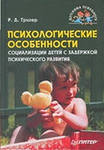 Р. Д. Тригер
ПСИХОЛОГИЧЕСКИЕ
ОСОБЕННОСТИ
СОЦИАЛИЗАЦИИ ДЕТЕЙ С ЗАДЕРЖКОЙ
ПСИХИЧЕСКОГО РАЗВИТИЯ
ПИТЕР